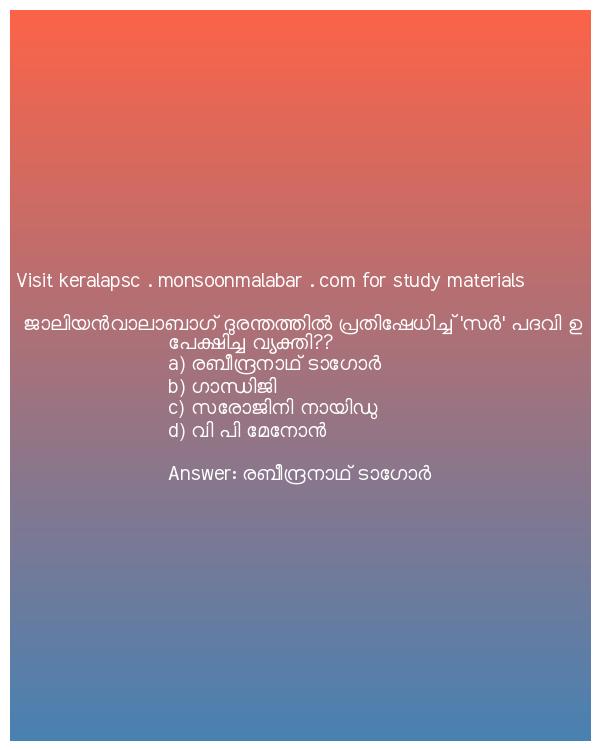 Visit keralapsc . monsoonmalabar . com for study materials
ജാലിയൻവാലാബാഗ് ദുരന്തത്തിൽ പ്രതിഷേധിച്ച് 'സർ' പദവി ഉ
പേക്ഷിച്ച വ്യക്തി??
a) രബീന്ദ്രനാഥ് ടാഗോർ
b) ഗാന്ധിജി
c) സരോജിനി നായിഡു
d) വി പി മേനോൻ
Answer: രബീന്ദ്രനാഥ് ടാഗോർ